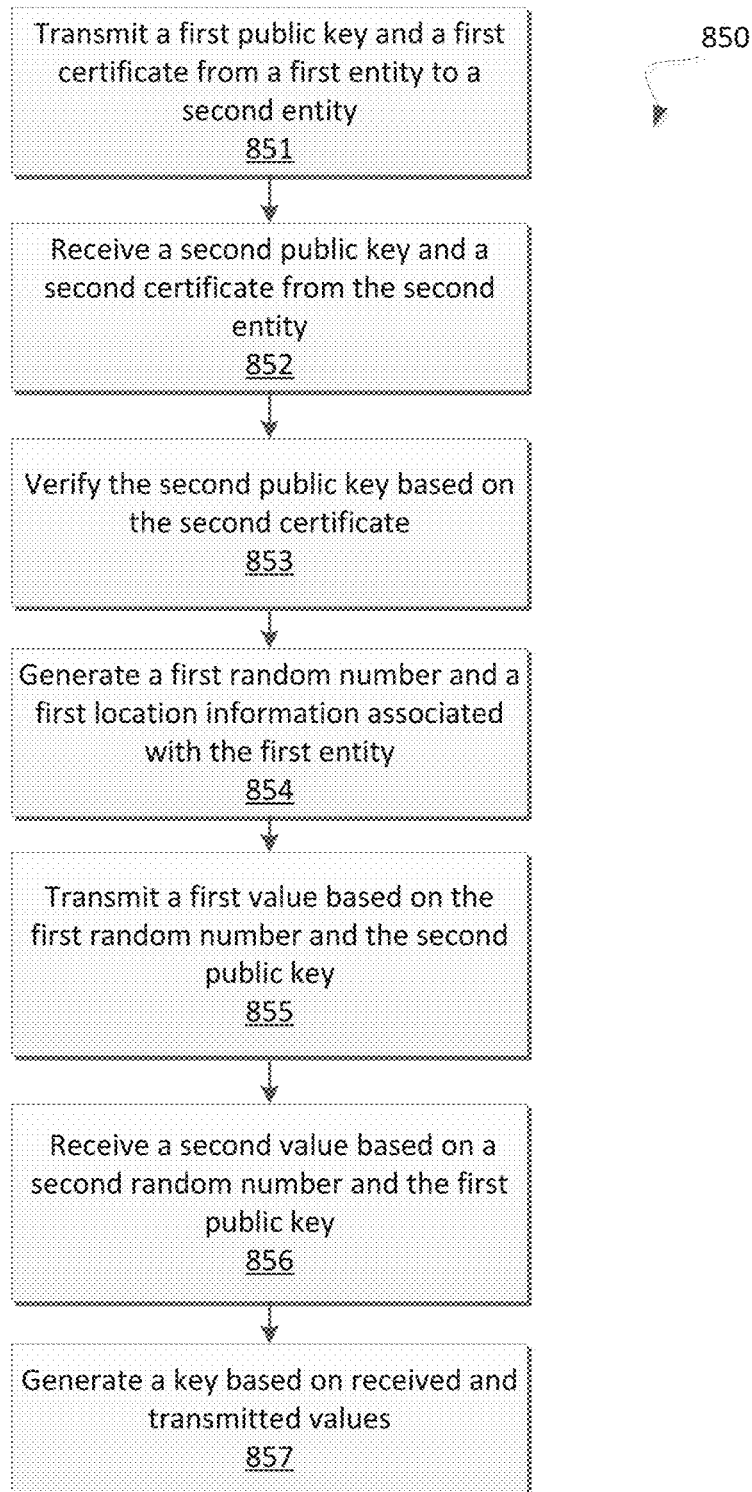 Transmit a first public key and a first
certificate from a first entity to a
second entity
851
850
Receive a second public key and a
second certificate from the second
entity
852
Verify the second public key based on
the second certificate
853
Generate a first random number and a
first location information associated
with the first entity
854
Transmit a first value based on the
first random number and the second
public key
855
Receive a second value based on a
second random number and the first
public key
856
Generate a key based on received and
transmitted values
857